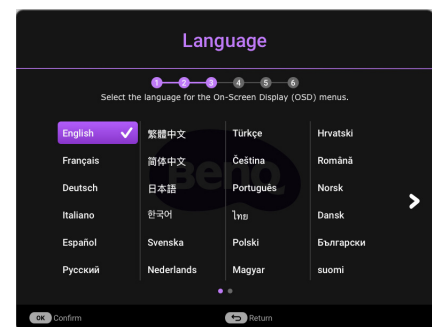 Language
1 2 3 4 5 6
Select the language for the On-Screen Display (OSD) menus.
English 繁體中文 Türkçe Hrvatski
Français 简体中文 Čeština Română
Deutsch 日本語 Português Norsk
Italiano 한국어 ไทย Dansk
Español Svenska Polski Български
Русский Nederlands Magyar suomi
BenQ
OK Confirm Return